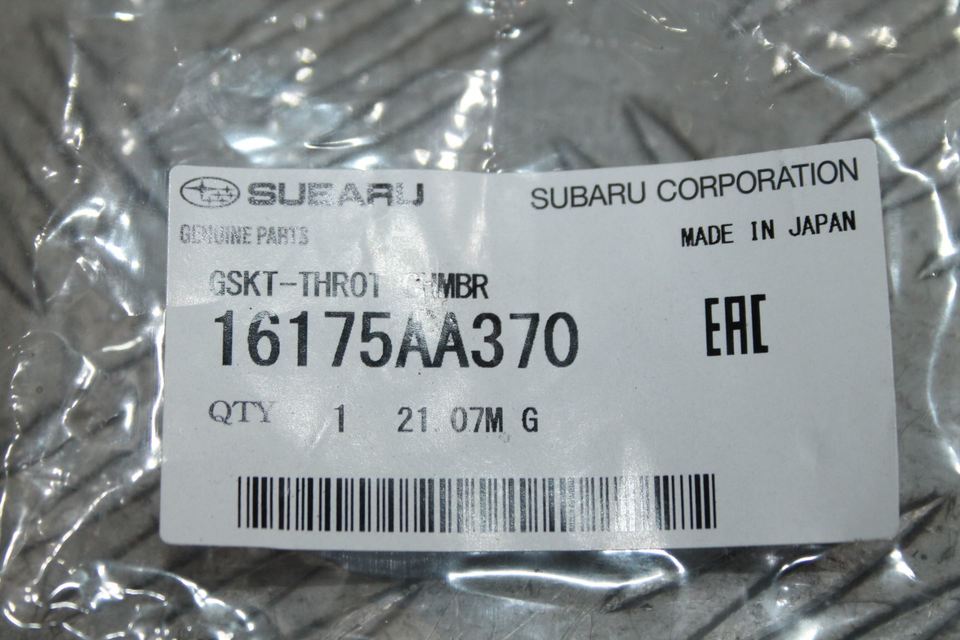 SUBARU
SUBARU CORPORATION
GENUINE PARTS
MADE IN JAPAN
GSKT-THROT CHMBR
16175AA370
EAC
QTY 1 21.07M G